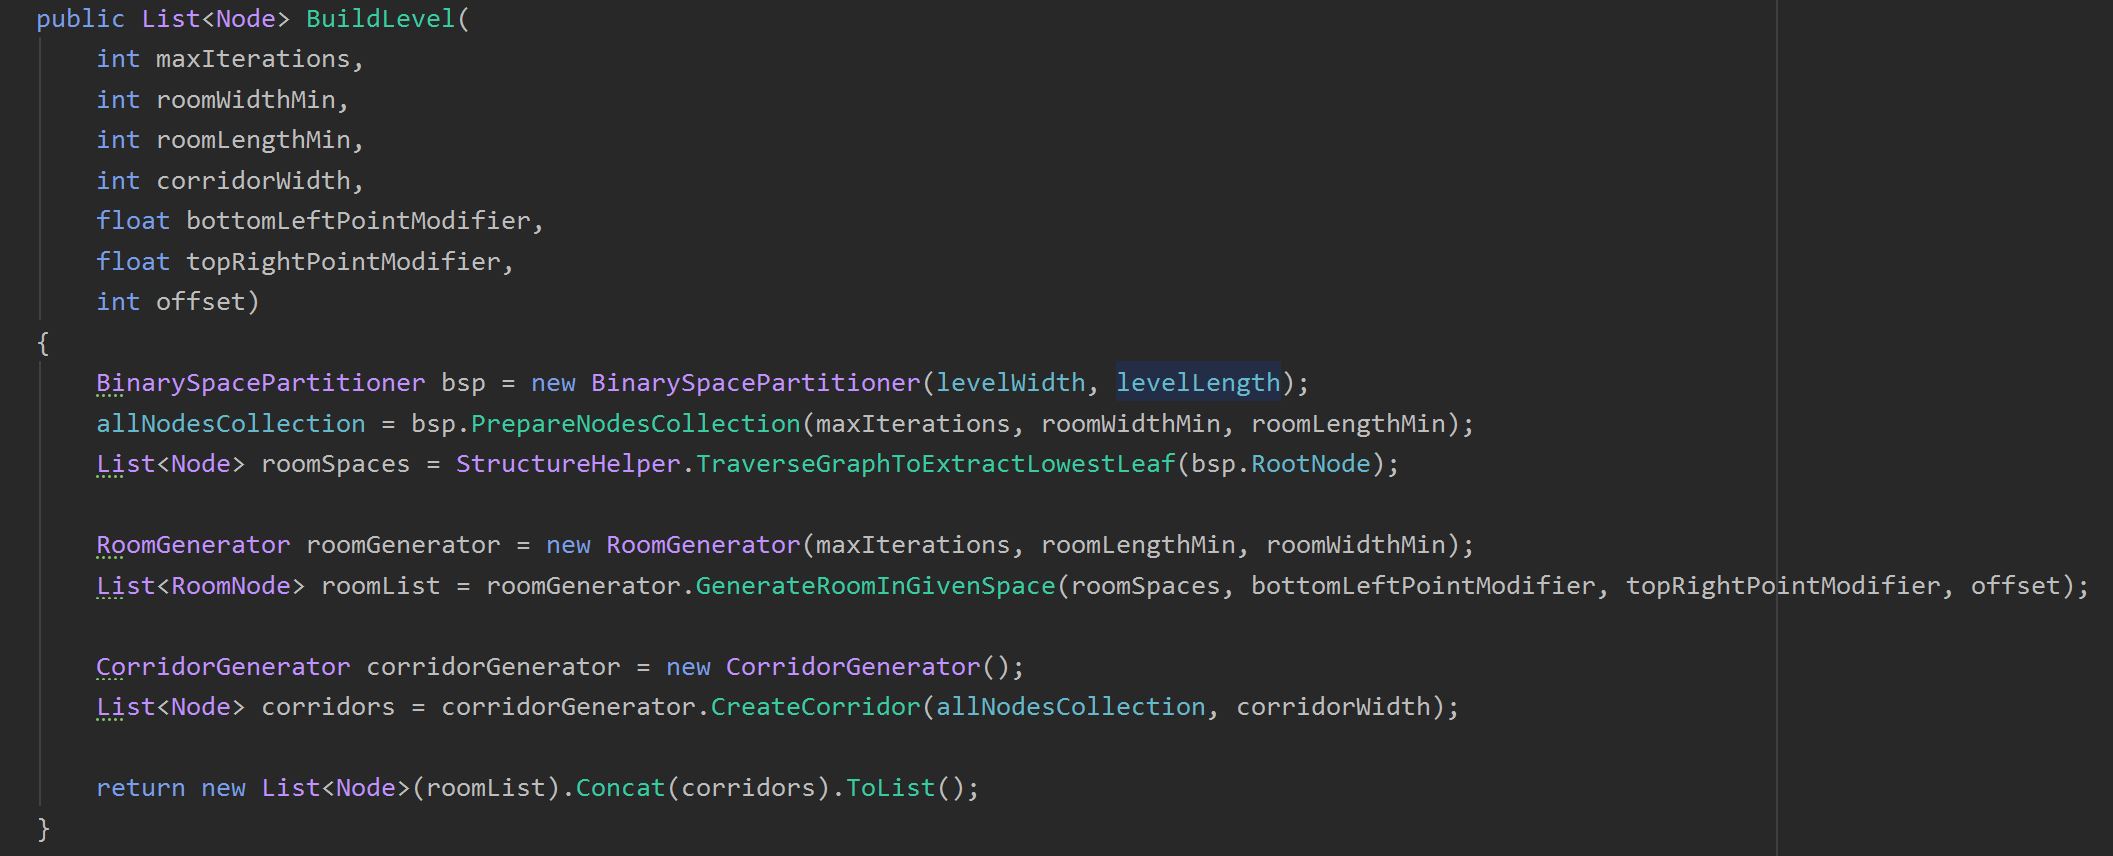 public List<Node> BuildLevel(
int maxIterations,
int roomWidthMin,
int roomLengthMin,
int corridorWidth,
float bottomLeftPointModifier,
float topRightPointModifier,
int offset)
{
BinarySpacePartitioner bsp = new BinarySpacePartitioner(levelWidth, levelLength);
allNodesCollection = bsp.PrepareNodesCollection(maxIterations, roomWidthMin, roomLengthMin);
List<Node> roomSpaces = StructureHelper.TraverseGraphToExtractLowestLeaf(bsp.RootNode);
RoomGenerator roomGenerator = new RoomGenerator(maxIterations, roomLengthMin, roomWidthMin);
List<RoomNode> roomList = roomGenerator.GenerateRoomInGivenSpace(roomSpaces, bottomLeftPointModifier, topRightPointModifier, offset);
CorridorGenerator corridorGenerator = new CorridorGenerator();
List<Node> corridors = corridorGenerator.CreateCorridor(allNodesCollection, corridorWidth);
return new List<Node>(roomList).Concat(corridors).ToList();
}